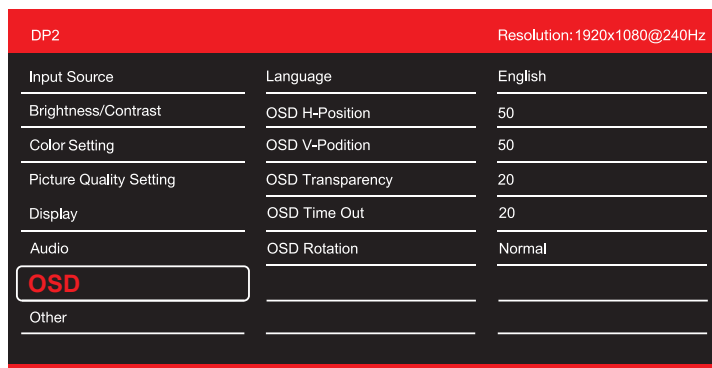 DP2 Resolution:1920x1080@240Hz
Input Source Language English
Brightness/Contrast OSD H-Position 50
Color Setting OSD V-Podition 50
Picture Quality Setting OSD Transparency 20
Display OSD Time Out 20
Audio OSD Rotation Normal
OSD
Other